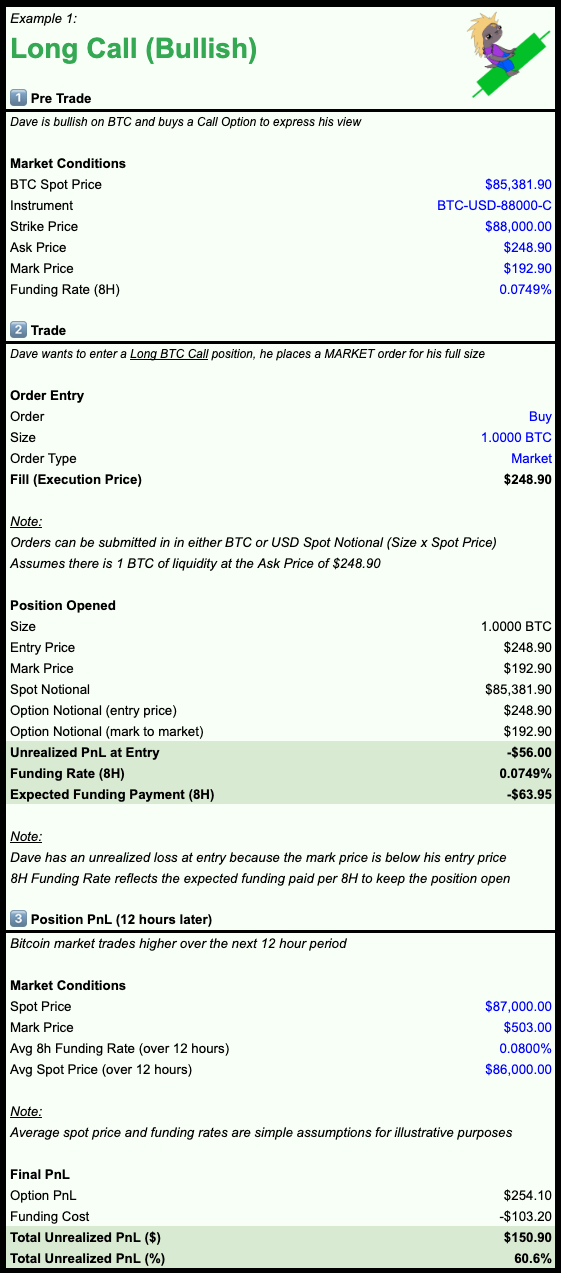 Example 1:
Long Call (Bullish)
1 Pre Trade
Dave is bullish on BTC and buys a Call Option to express his view
Market Conditions
BTC Spot Price $85,381.90
Instrument BTC-USD-88000-C
Strike Price $88,000.00
Ask Price $248.90
Mark Price $192.90
Funding Rate (8H) 0.0749%
2 Trade
Dave wants to enter a Long BTC Call position, he places a MARKET order for his full size
Order Entry
Order Buy
Size 1.0000 BTC
Order Type Market
Fill (Execution Price) $248.90
Note:
Orders can be submitted in in either BTC or USD Spot Notional (Size x Spot Price)
Assumes there is 1 BTC of liquidity at the Ask Price of $248.90
Position Opened
Size 1.0000 BTC
Entry Price $248.90
Mark Price $192.90
Spot Notional $85,381.90
Option Notional (entry price) $248.90
Option Notional (mark to market) $192.90
Unrealized PnL at Entry -$56.00
Funding Rate (8H) 0.0749%
Expected Funding Payment (8H) -$63.95
Note:
Dave has an unrealized loss at entry because the mark price is below his entry price
8H Funding Rate reflects the expected funding paid per 8H to keep the position open
3 Position PnL (12 hours later)
Bitcoin market trades higher over the next 12 hour period
Market Conditions
Spot Price $87,000.00
Mark Price $503.00
Avg 8h Funding Rate (over 12 hours) 0.0800%
Avg Spot Price (over 12 hours) $86,000.00
Note:
Average spot price and funding rates are simple assumptions for illustrative purposes
Final PnL
Option PnL $254.10
Funding Cost -$103.20
Total Unrealized PnL ($) $150.90
Total Unrealized PnL (%) 60.6%